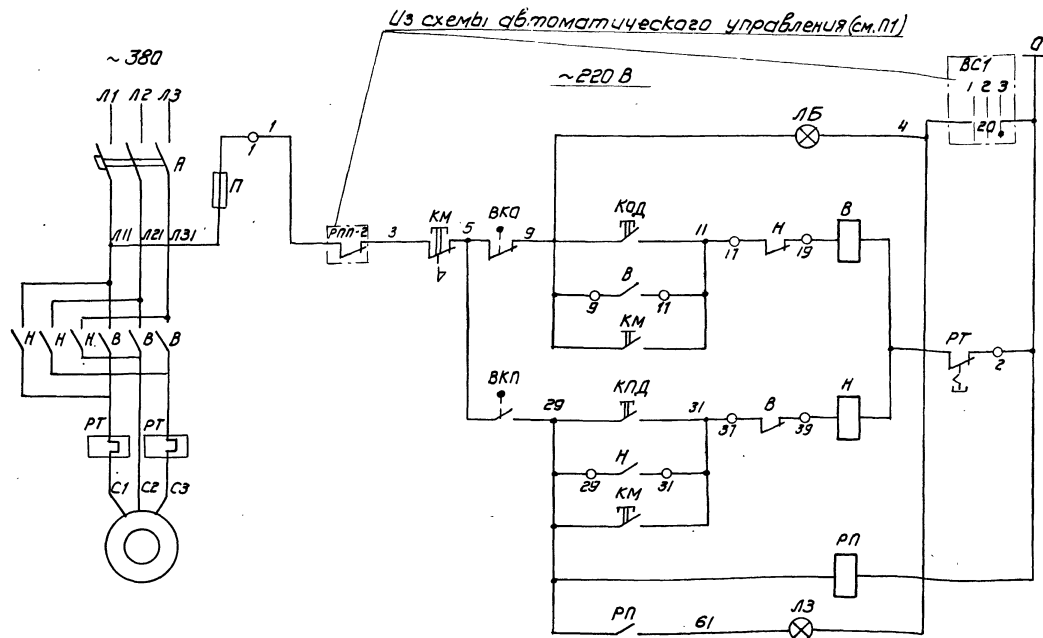 Из схемы автоматического управления (см. П1)
~380
~220 В
0
ВС1
1 2 3
20
Л1 Л2 Л3
А
1
1
П
Л11 Л21 Л31
РПП-2
3
КМ
5
ВКО
9
ЛБ
4
КОД
11
17
Н
19
В
9
В
11
КМ
Н Н Н В В В
РТ
2
ВКП
29
КПД
31
37
В
39
Н
29
Н
31
КМ
РТ РТ
С1 С2 С3
РП
РП
61
ЛЗ